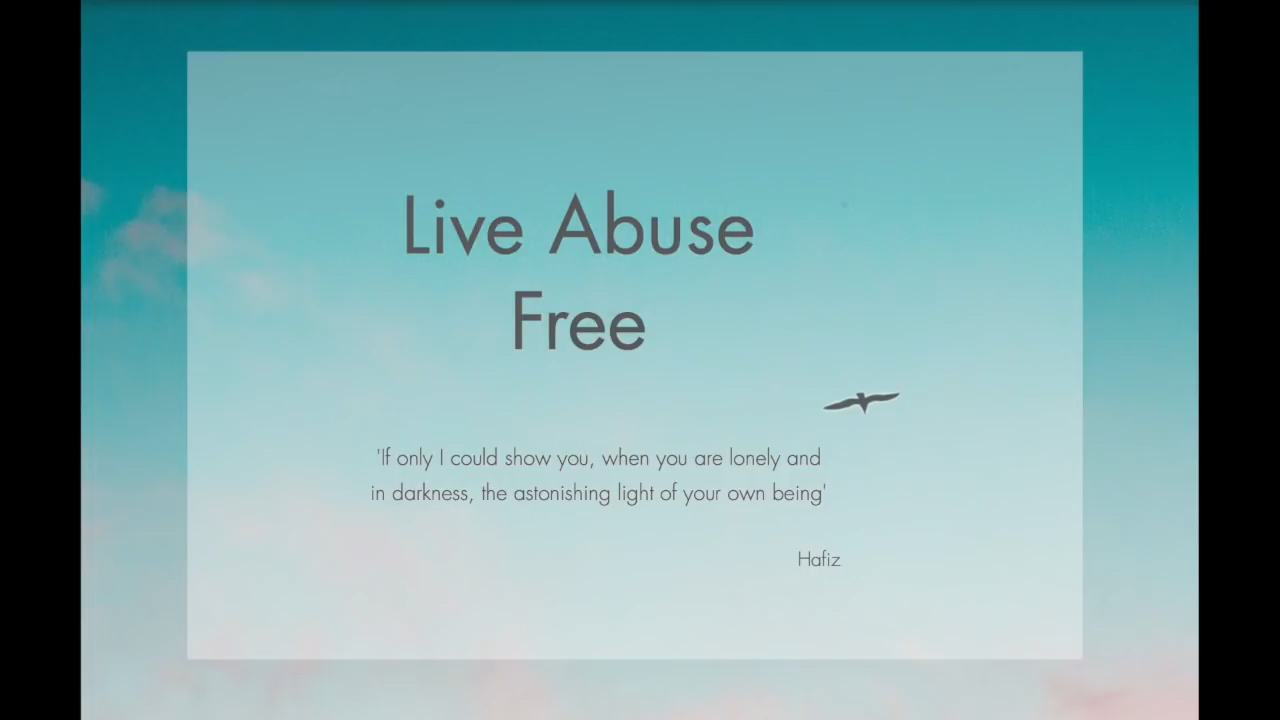 Live Abuse
Free
'If only I could show you, when you are lonely and
in darkness, the astonishing light of your own being'
Hafiz